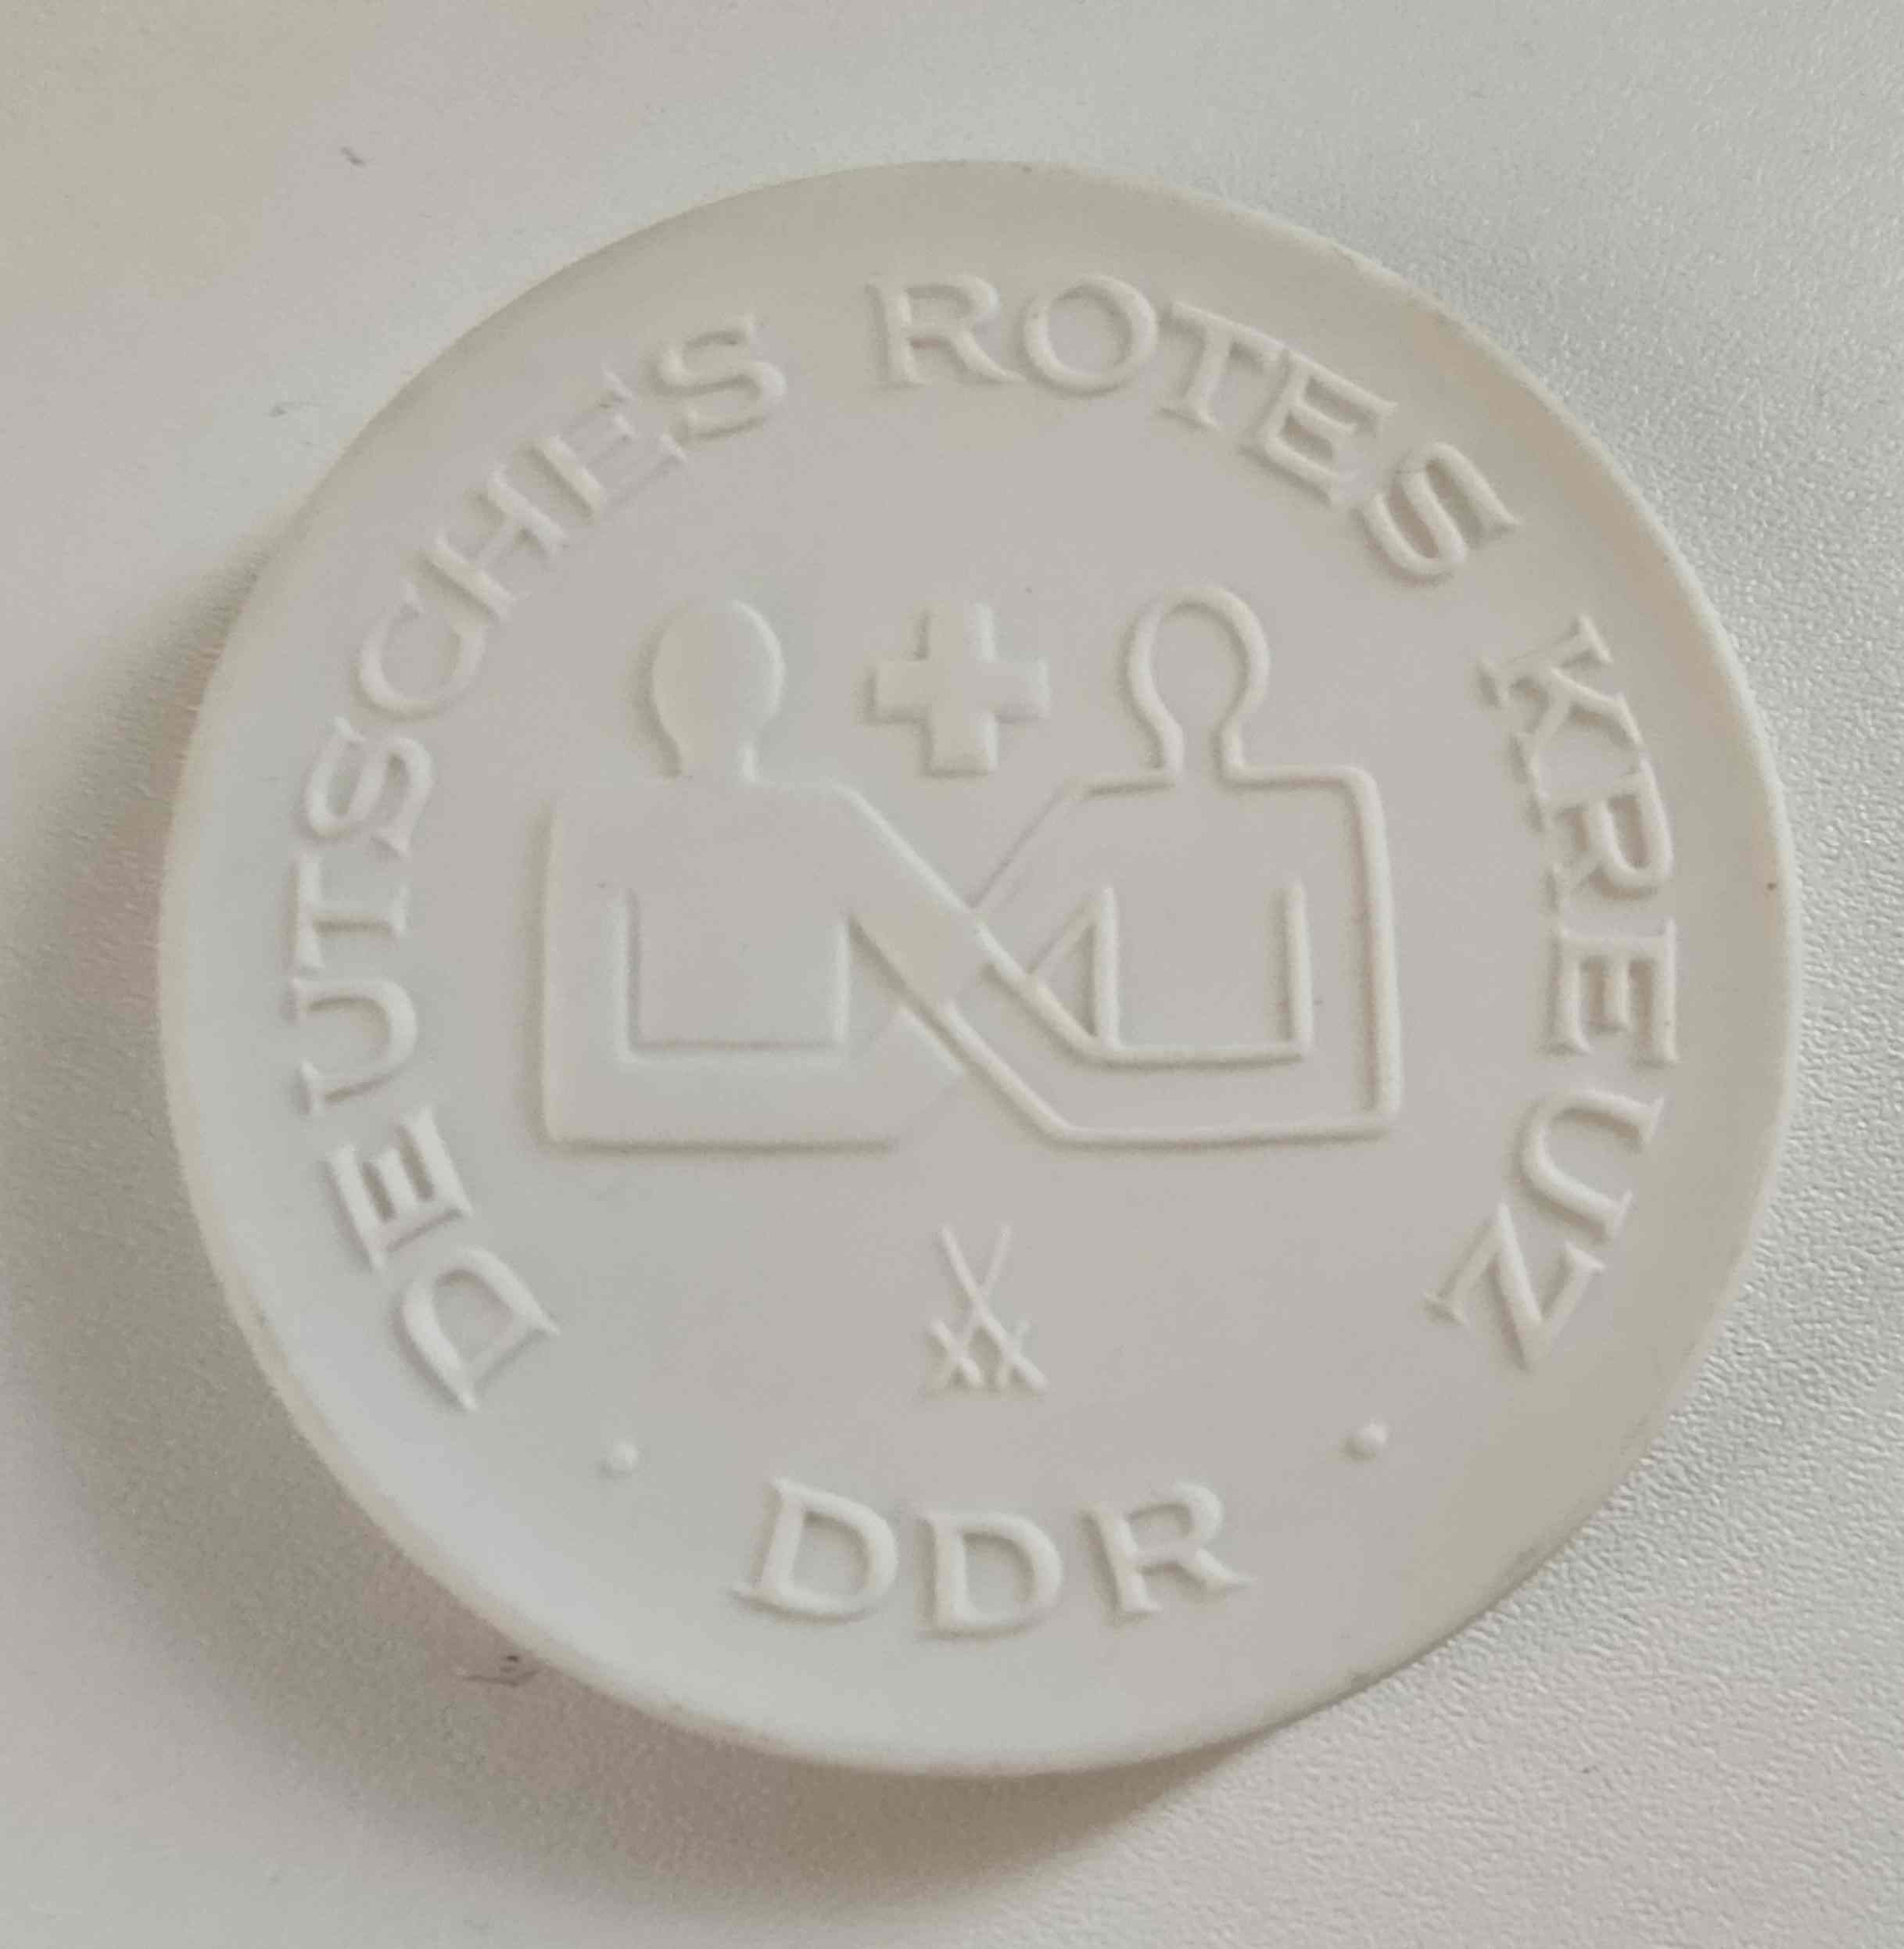 DEUTSCHES ROTES KREUZ
· DDR ·